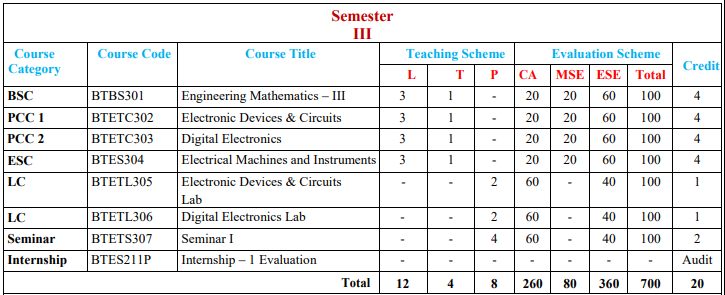 Semester
III
Course Category Course Code Course Title Teaching Scheme Evaluation Scheme Credit
L T P CA MSE ESE Total
BSC BTBS301 Engineering Mathematics – III 3 1 - 20 20 60 100 4
PCC 1 BTETC302 Electronic Devices & Circuits 3 1 - 20 20 60 100 4
PCC 2 BTETC303 Digital Electronics 3 1 - 20 20 60 100 4
ESC BTES304 Electrical Machines and Instruments 3 1 - 20 20 60 100 4
LC BTETL305 Electronic Devices & Circuits - - 2 60 - 40 100 1
Lab
LC BTETL306 Digital Electronics Lab - - 2 60 - 40 100 1
Seminar BTETS307 Seminar I - - 4 60 - 40 100 2
Internship BTES211P Internship – 1 Evaluation - - - - - - - Audit
Total 12 4 8 260 80 360 700 20